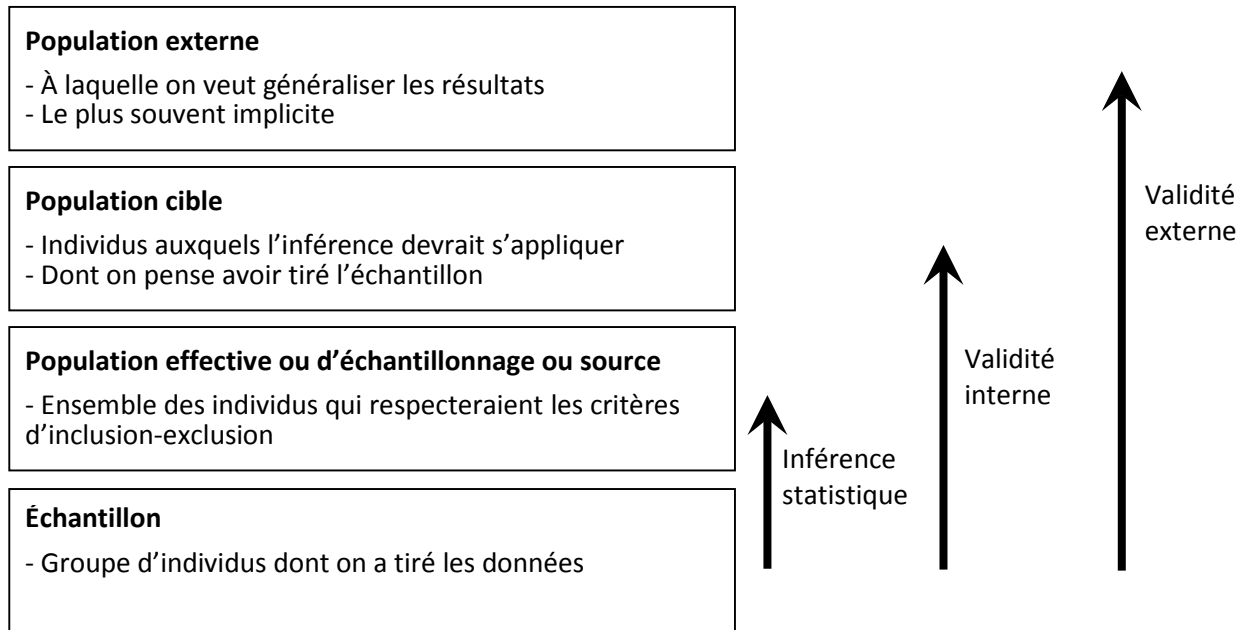 Population externe
- À laquelle on veut généraliser les résultats
- Le plus souvent implicite
Population cible
- Individus auxquels l’inférence devrait s’appliquer
- Dont on pense avoir tiré l’échantillon
Population effective ou d’échantillonnage ou source
- Ensemble des individus qui respecteraient les critères
d’inclusion-exclusion
Échantillon
- Groupe d’individus dont on a tiré les données
Inférence
statistique
Validité
interne
Validité
externe